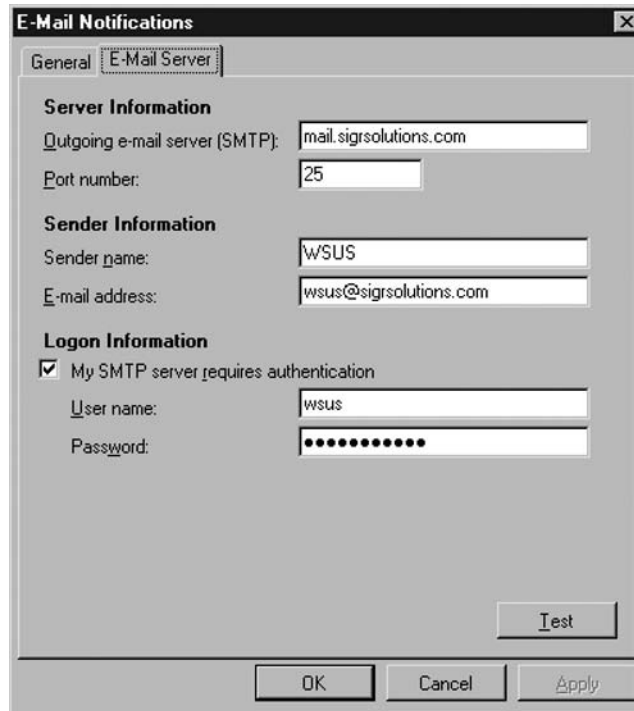 E-Mail Notifications
General E-Mail Server
Server Information
Outgoing e-mail server (SMTP): mail.sigrsolutions.com
Port number: 25
Sender Information
Sender name: WSUS
E-mail address: wsus@sigrsolutions.com
Logon Information
My SMTP server requires authentication
User name: wsus
Password: ●●●●●●●●●●●
Test
OK Cancel Apply